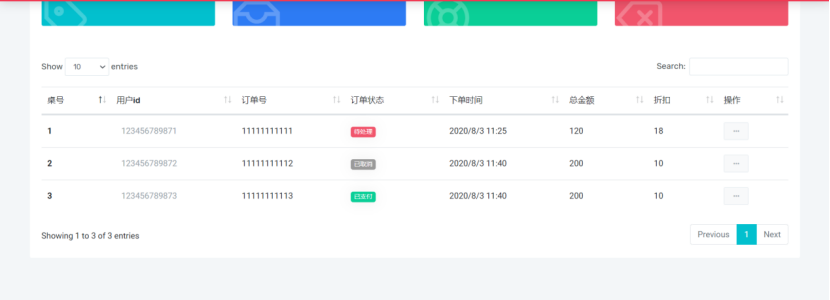 Show 10 entries Search:
桌号 用户id 订单号 订单状态 下单时间 总金额 折扣 操作
1 123456789871 11111111111 待处理 2020/8/3 11:25 120 18
2 123456789872 11111111112 已取消 2020/8/3 11:40 200 10
3 123456789873 11111111113 已支付 2020/8/3 11:40 200 10
Showing 1 to 3 of 3 entries Previous 1 Next